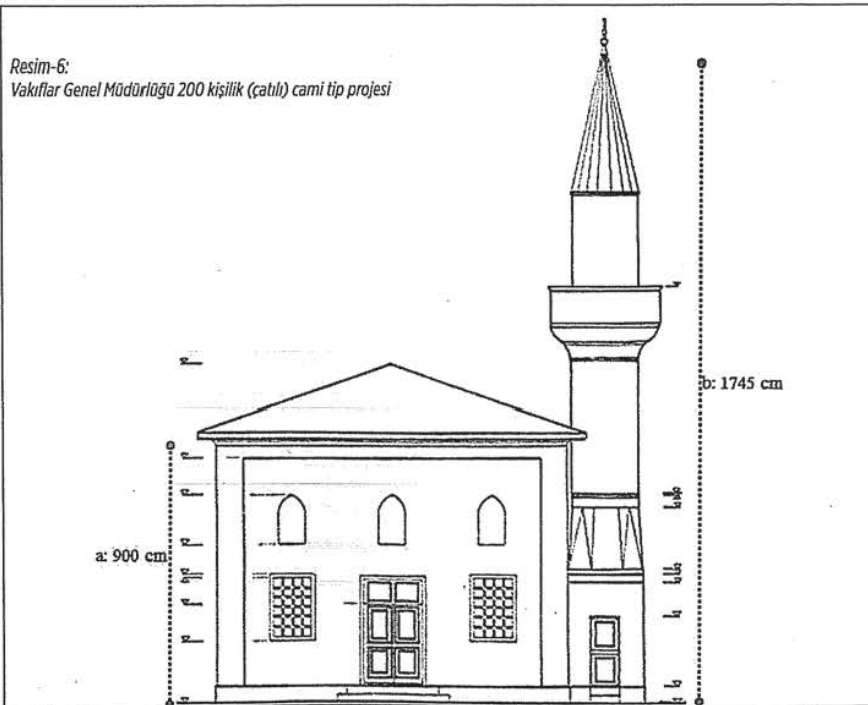 Resim-6:
Vakıflar Genel Müdürlüğü 200 kişilik (çatılı) cami tip projesi
b: 1745 cm
a: 900 cm